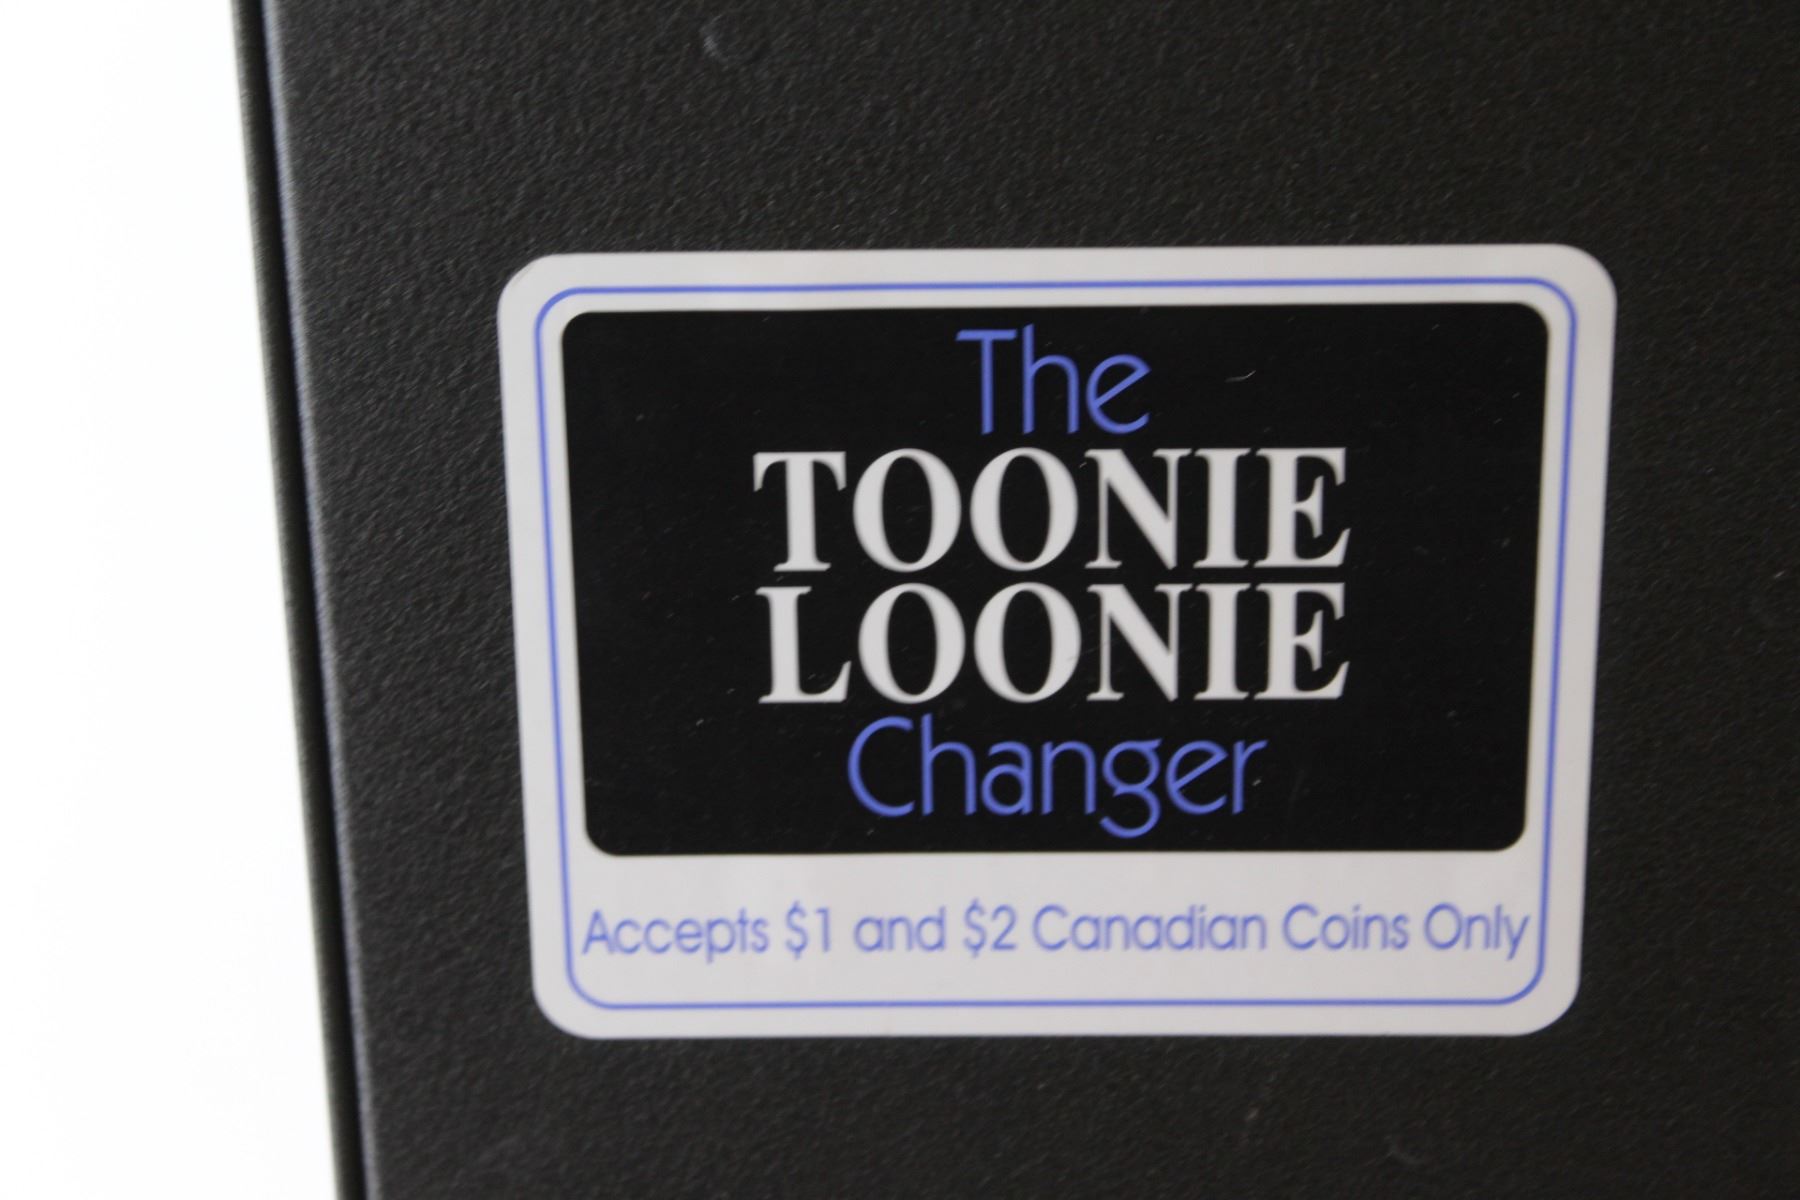 The
TOONIE
LOONIE
Changer
Accepts $1 and $2 Canadian Coins Only